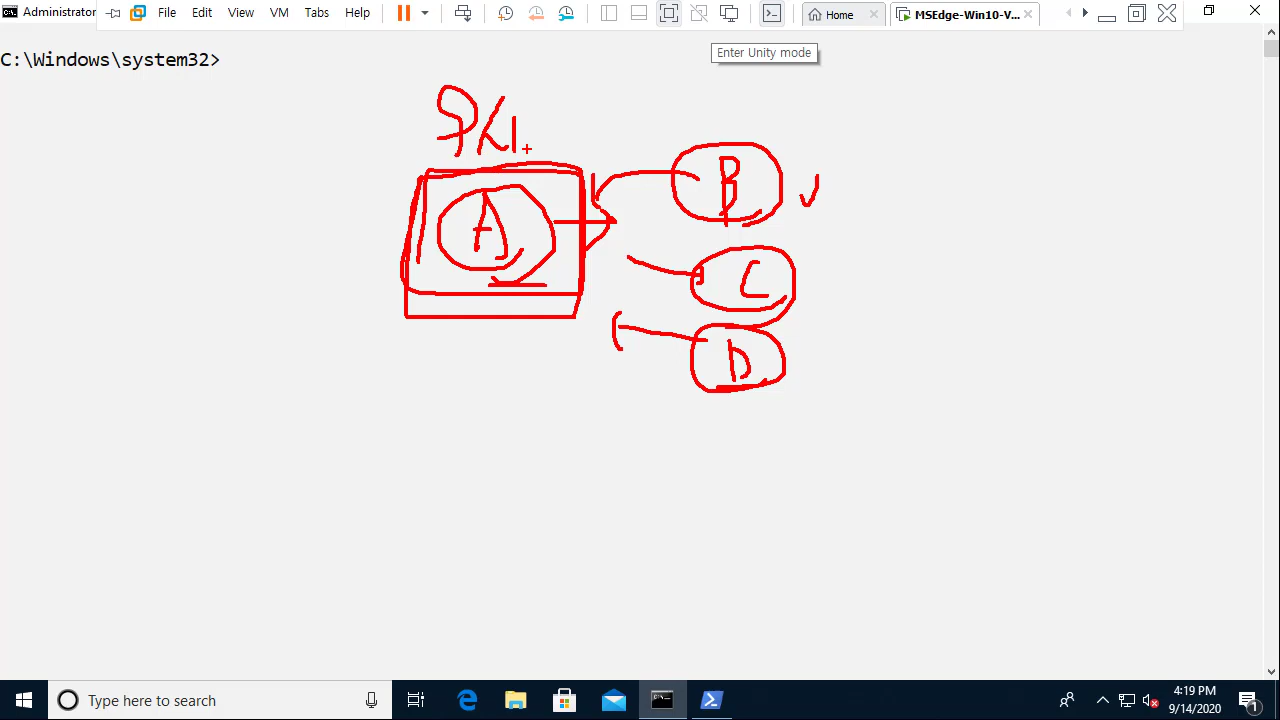 Administrator
File Edit View VM Tabs Help
Home
MSEdge-Win10-V...
Enter Unity mode
C:\Windows\system32>
PKI
A
B
C
D
Type here to search
4:19 PM
9/14/2020
1